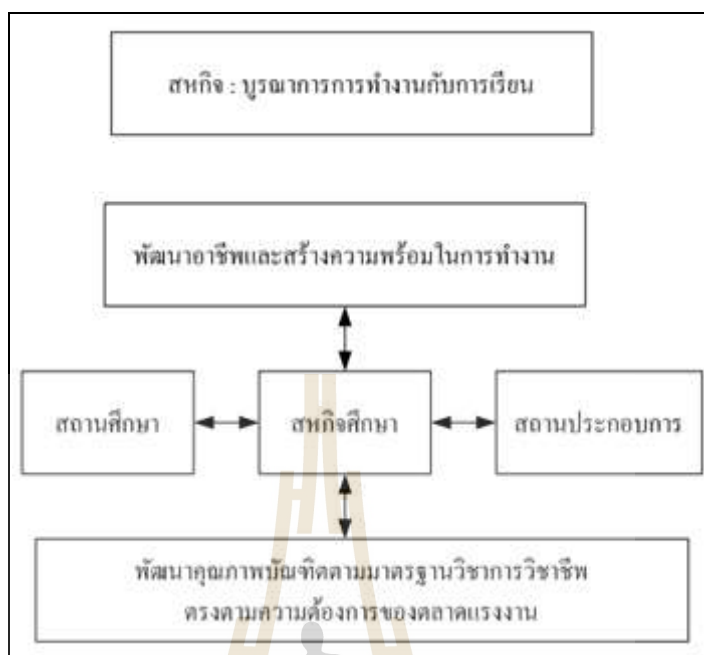 สหกิจ : บูรณาการการทำงานกับการเรียน
พัฒนาอาชีพและสร้างความพร้อมในการทำงาน
สถานศึกษา
สหกิจศึกษา
สถานประกอบการ
พัฒนาคุณภาพบัณฑิตตามมาตรฐานวิชาการวิชาชีพ
ตรงตามความต้องการของตลาดแรงงาน